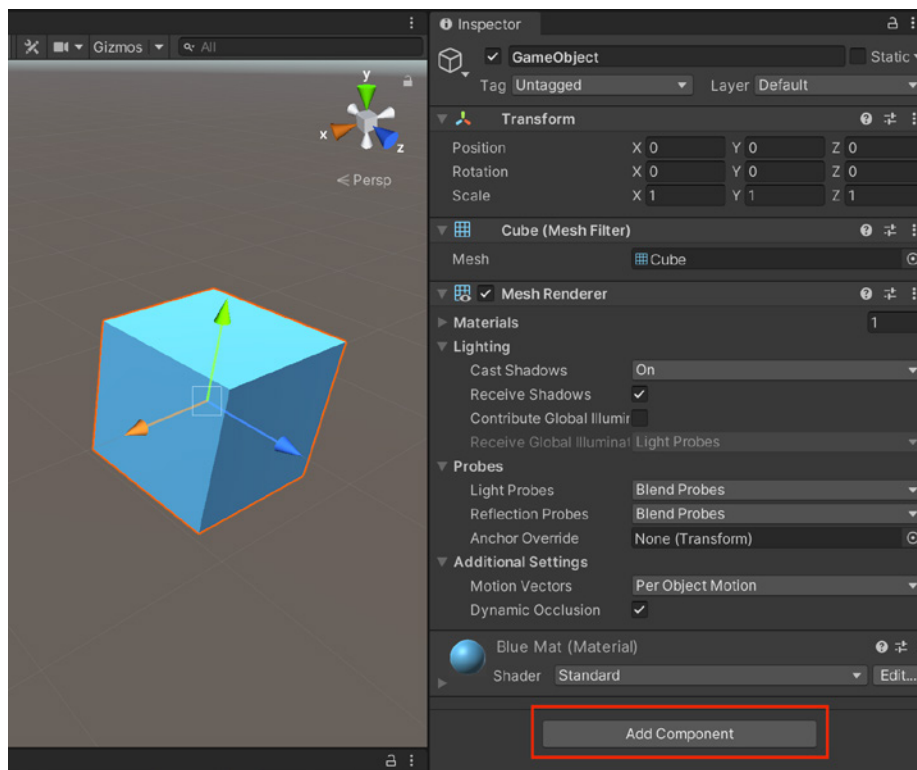 Gizmos
All
y
x
z
Persp
Inspector
GameObject
Static
Tag Untagged Layer Default
Transform
Position X 0 Y 0 Z 0
Rotation X 0 Y 0 Z 0
Scale X 1 Y 1 Z 1
Cube (Mesh Filter)
Mesh Cube
Mesh Renderer
Materials 1
Lighting
Cast Shadows On
Receive Shadows
Contribute Global Illumir
Receive Global Illuminat Light Probes
Probes
Light Probes Blend Probes
Reflection Probes Blend Probes
Anchor Override None (Transform)
Additional Settings
Motion Vectors Per Object Motion
Dynamic Occlusion
Blue Mat (Material)
Shader Standard Edit...
Add Component